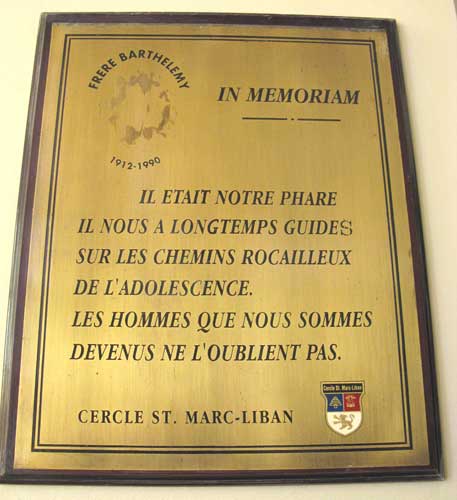 FRERE BARTHELEMY
1912-1990
IN MEMORIAM
IL ETAIT NOTRE PHARE
IL NOUS A LONGTEMPS GUIDES
SUR LES CHEMINS ROCAILLEUX
DE L'ADOLESCENCE.
LES HOMMES QUE NOUS SOMMES
DEVENUS NE L'OUBLIENT PAS.
CERCLE ST. MARC-LIBAN
Cercle St. Marc-Liban